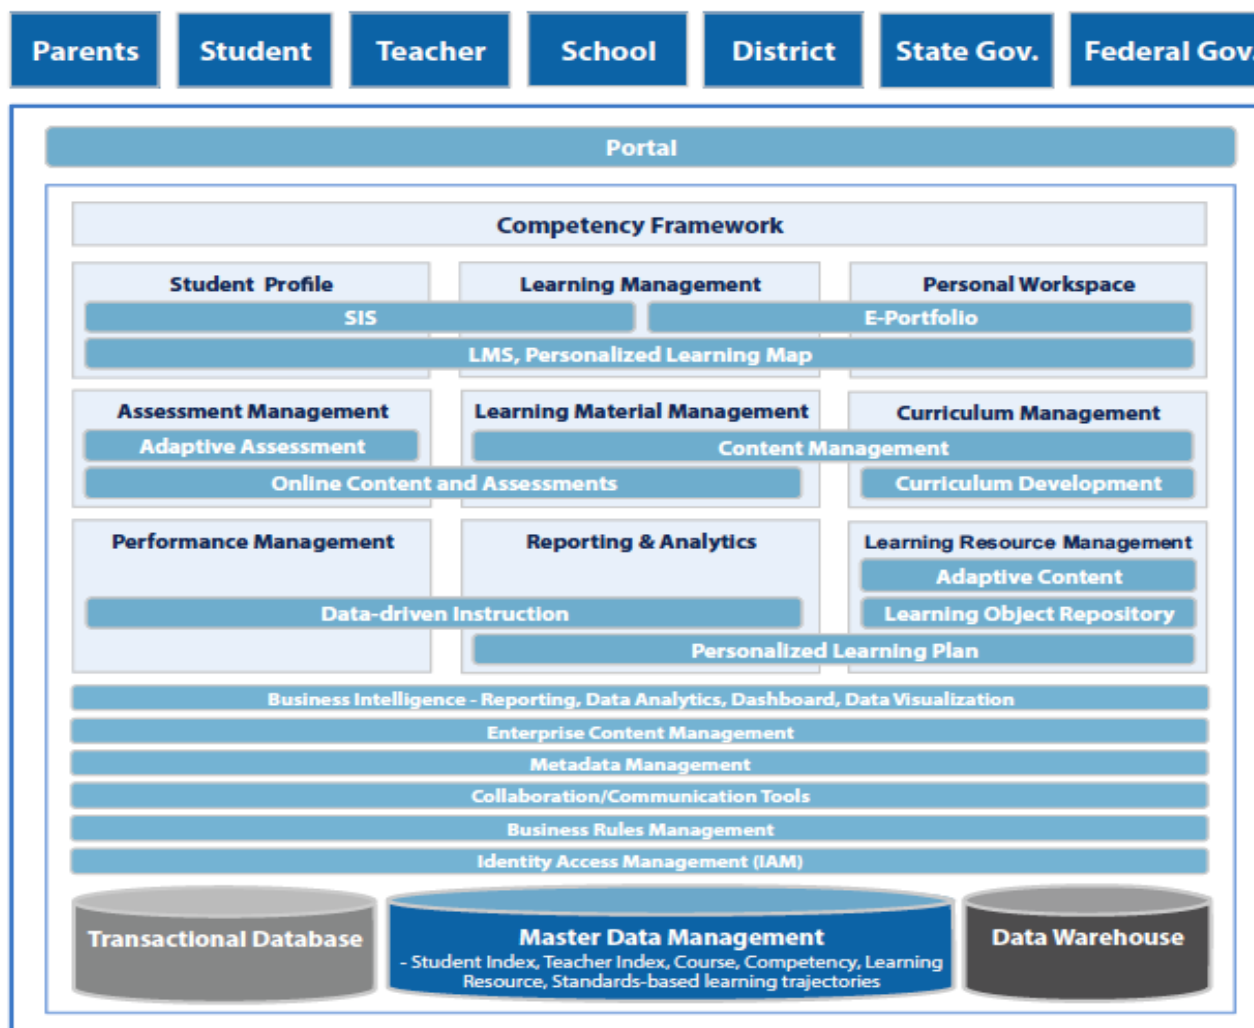 Parents
Student
Teacher
School
District
State Gov.
Federal Gov.
Portal
Competency Framework
Student Profile
Learning Management
Personal Workspace
SIS
E-Portfolio
LMS, Personalized Learning Map
Assessment Management
Learning Material Management
Curriculum Management
Adaptive Assessment
Content Management
Online Content and Assessments
Curriculum Development
Performance Management
Reporting & Analytics
Learning Resource Management
Adaptive Content
Data-driven Instruction
Learning Object Repository
Personalized Learning Plan
Business Intelligence - Reporting, Data Analytics, Dashboard, Data Visualization
Enterprise Content Management
Metadata Management
Collaboration/Communication Tools
Business Rules Management
Identity Access Management (IAM)
Transactional Database
Master Data Management
- Student Index, Teacher Index, Course, Competency, Learning
Resource, Standards-based learning trajectories
Data Warehouse